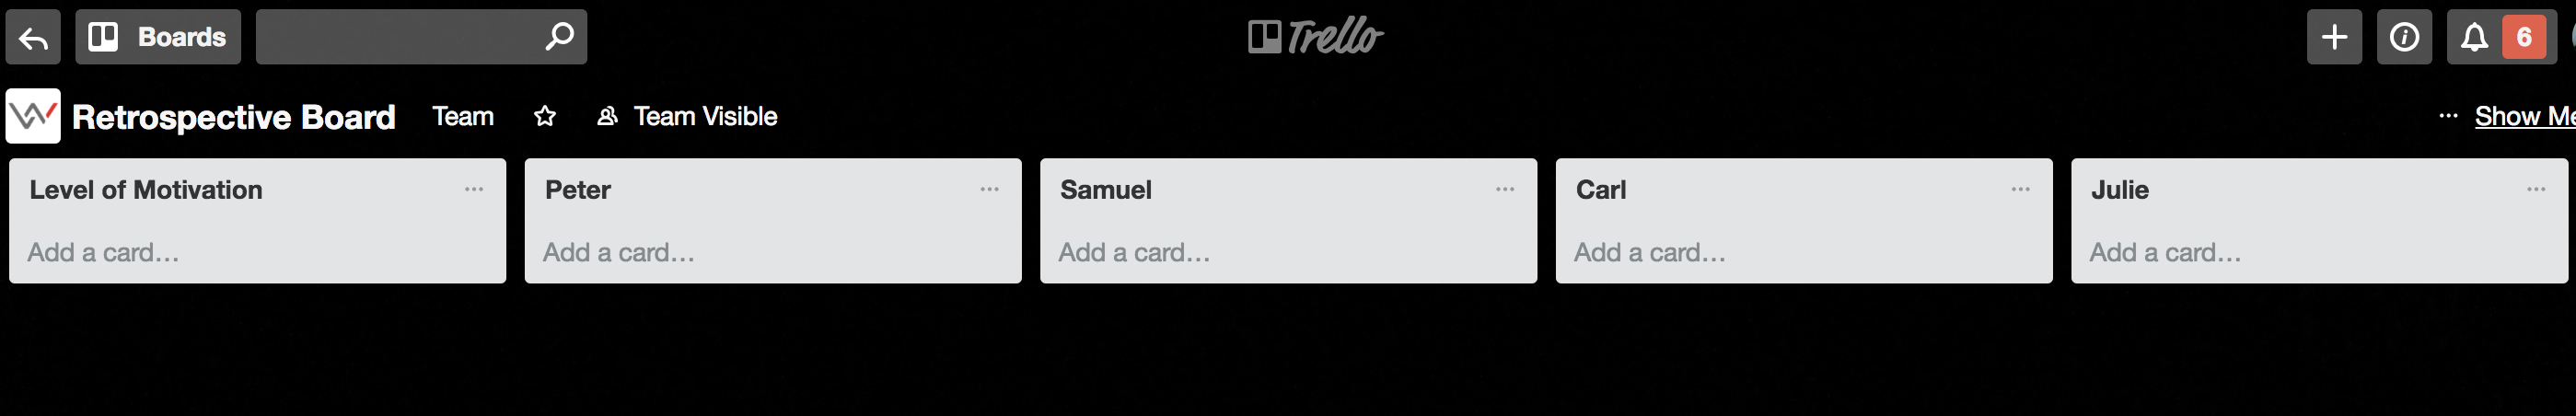 Boards
Trello
6
Retrospective Board Team Team Visible ... Show Me
Level of Motivation ...
Add a card...
Peter ...
Add a card...
Samuel ...
Add a card...
Carl ...
Add a card...
Julie ...
Add a card...